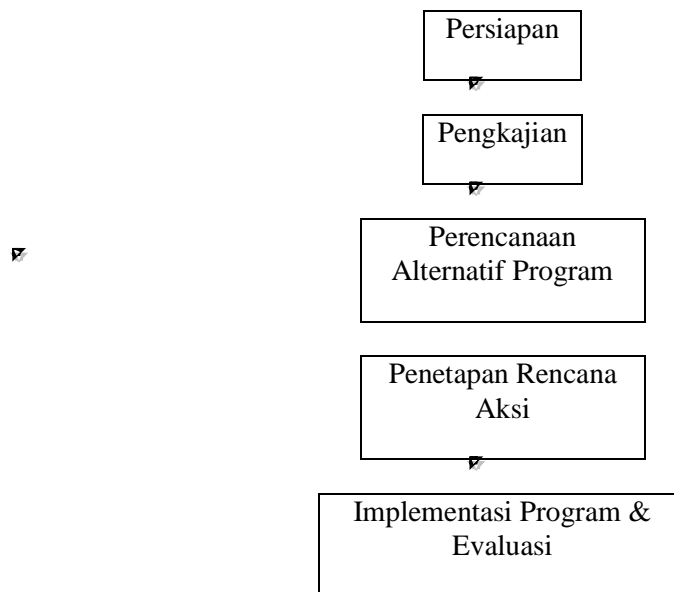 Persiapan
Pengkajian
Perencanaan
Alternatif Program
Penetapan Rencana
Aksi
Implementasi Program &
Evaluasi